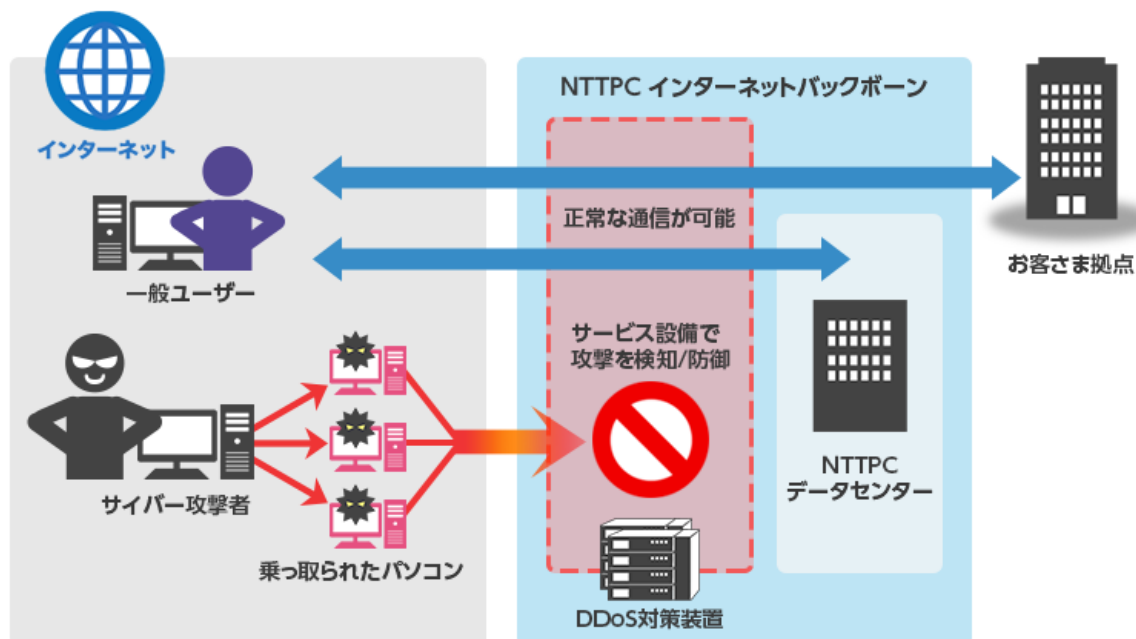 インターネット
一般ユーザー
サイバー攻撃者
乗っ取られたパソコン
NTTPC インターネットバックボーン
正常な通信が可能
サービス設備で
攻撃を検知/防御
DDoS対策装置
NTTPC
データセンター
お客さま拠点